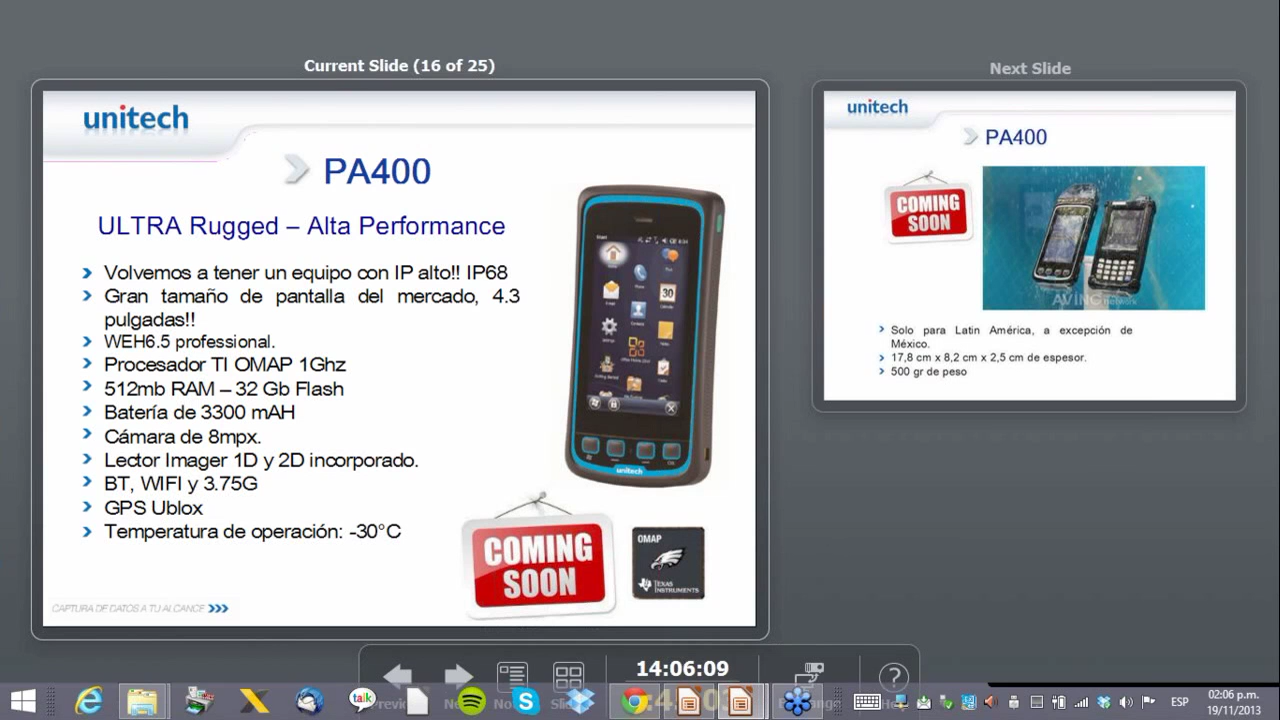 Current Slide (16 of 25)
unitech
PA400
ULTRA Rugged – Alta Performance
Volvemos a tener un equipo con IP alto!! IP68
Gran tamaño de pantalla del mercado, 4.3
pulgadas!!
WEH6.5 professional.
Procesador TI OMAP 1Ghz
512mb RAM – 32 Gb Flash
Batería de 3300 mAH
Cámara de 8mpx.
Lector Imager 1D y 2D incorporado.
BT, WIFI y 3.75G
GPS Ublox
Temperatura de operación: -30°C
Start
30
unitech
COMING
SOON
OMAP
TEXAS
INSTRUMENTS
CAPTURA DE DATOS A TU ALCANCE
Next Slide
unitech
PA400
COMING
SOON
AVING network
Solo para Latin América, a excepción de
México.
17,8 cm x 8,2 cm x 2,5 cm de espesor.
500 gr de peso
14:06:09
talk
ESP
02:06 p.m.
19/11/2013